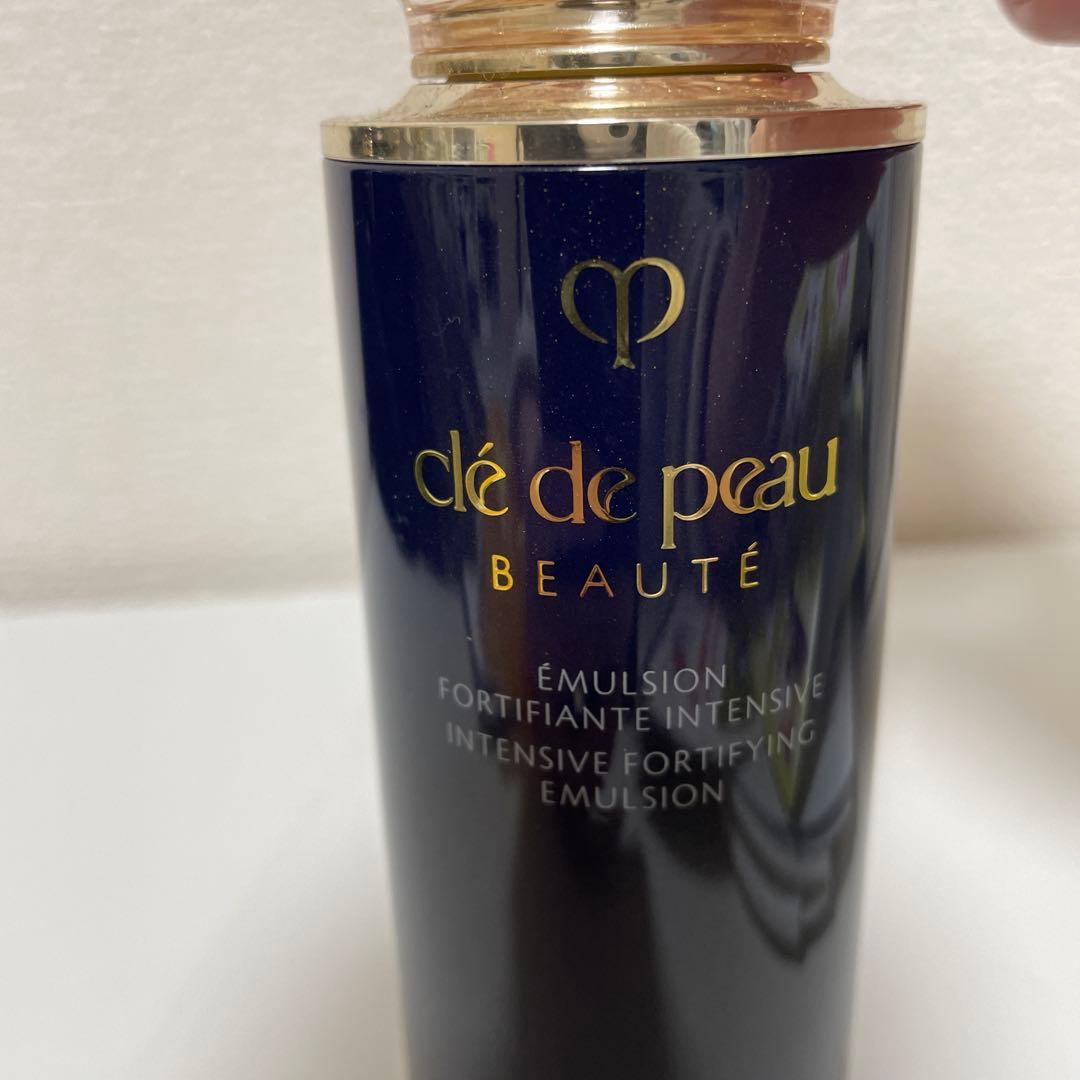 clé de peau
BEAUTÉ
ÉMULSION
FORTIFIANTE INTENSIVE
INTENSIVE FORTIFYING
EMULSION